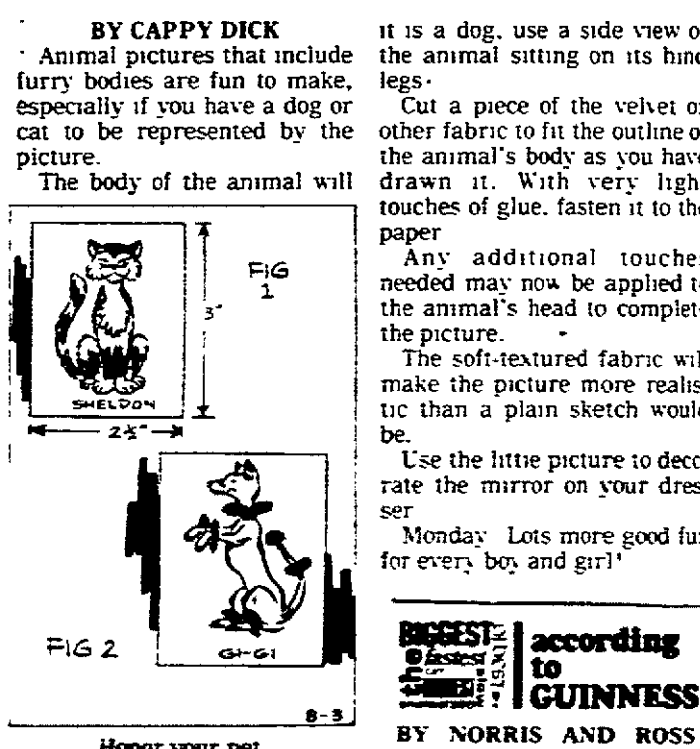 BY CAPPY DICK
Animal pictures that include
furry bodies are fun to make,
especially if you have a dog or
cat to be represented by the
picture.
The body of the animal will
FIG
1
3"
SHELDON
2½"
FIG 2
GI-GI
8-3
Honor your pet
it is a dog, use a side view o
the animal sitting on its hind
legs.
Cut a piece of the velvet or
other fabric to fit the outline o
the animal's body as you have
drawn it. With very ligh
touches of glue, fasten it to the
paper
Any additional touches
needed may now be applied t
the animal's head to complet
the picture.
The soft-textured fabric wil
make the picture more realis
tic than a plain sketch would
be.
Use the little picture to deco
rate the mirror on your dres
ser
Monday Lots more good fun
for every boy and girl!
the BIGGEST
fastest
according
to
GUINNESS
BY NORRIS AND ROSS